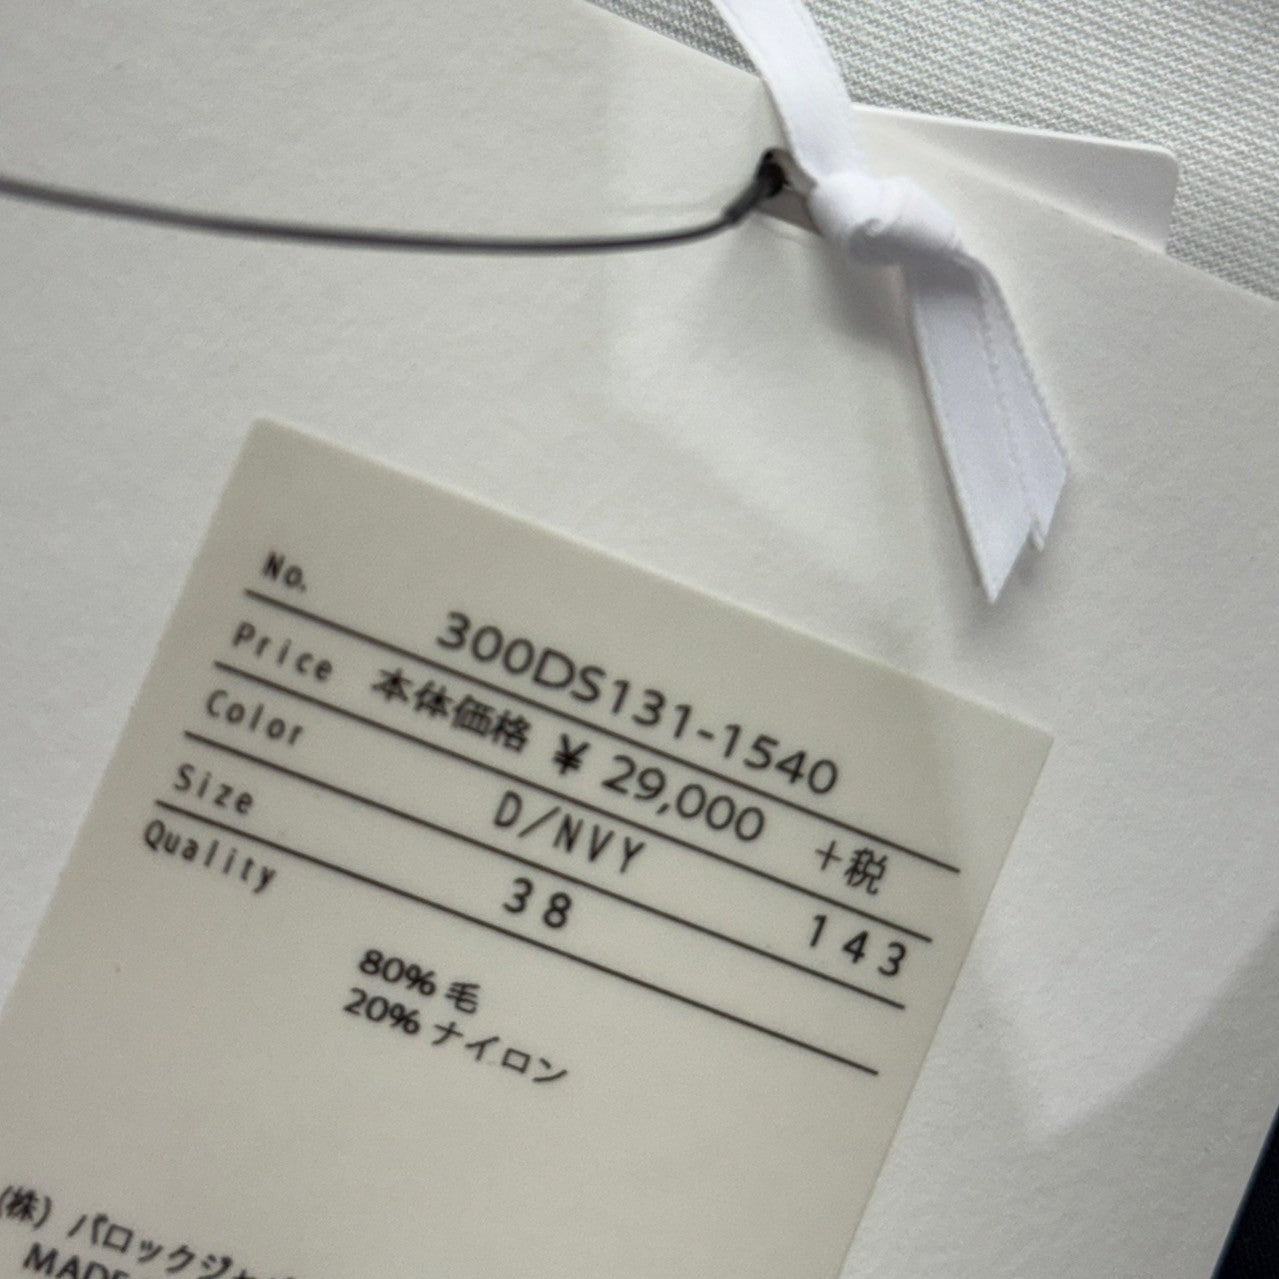 No. 300DS131-1540
Price 本体価格 ¥ 29,000 +税
Color D/NVY 143
Size 38
Quality
80% 毛
20% ナイロン
(株) バロックジャパ
MADE